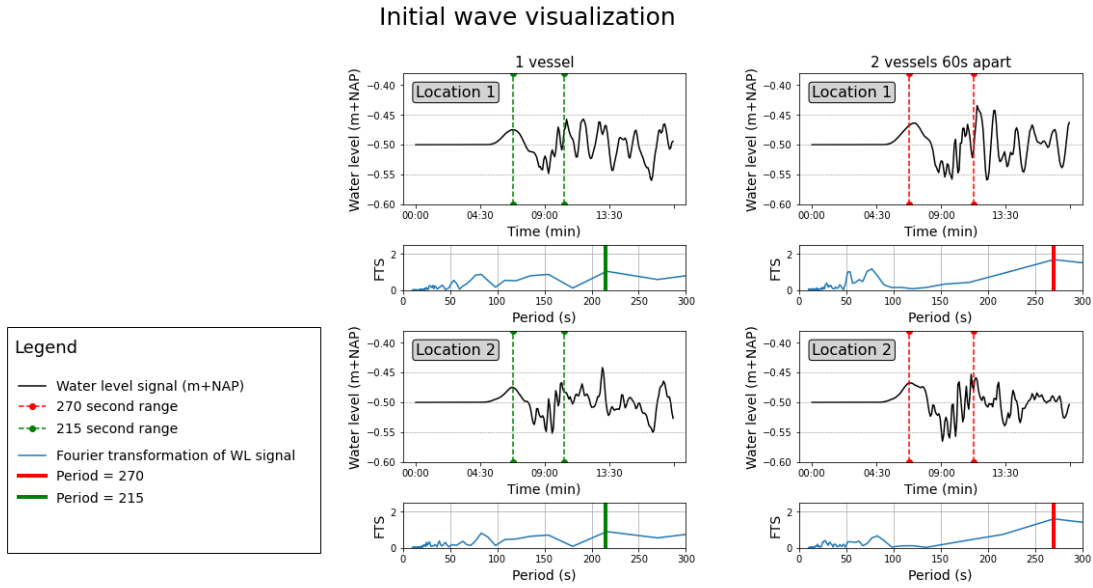 Initial wave visualization
1 vessel
Water level (m+NAP)
Location 1
−0.40
−0.45
−0.50
−0.55
−0.60
00:00 04:30 09:00 13:30
Time (min)
FTS
2
0
0 50 100 150 200 250 300
Period (s)
2 vessels 60s apart
Water level (m+NAP)
Location 1
−0.40
−0.45
−0.50
−0.55
−0.60
00:00 04:30 09:00 13:30
Time (min)
FTS
2
0
0 50 100 150 200 250 300
Period (s)
Water level (m+NAP)
Location 2
−0.40
−0.45
−0.50
−0.55
−0.60
00:00 04:30 09:00 13:30
Time (min)
FTS
2
0
0 50 100 150 200 250 300
Period (s)
Water level (m+NAP)
Location 2
−0.40
−0.45
−0.50
−0.55
−0.60
00:00 04:30 09:00 13:30
Time (min)
FTS
2
0
0 50 100 150 200 250 300
Period (s)
Legend
Water level signal (m+NAP)
270 second range
215 second range
Fourier transformation of WL signal
Period = 270
Period = 215